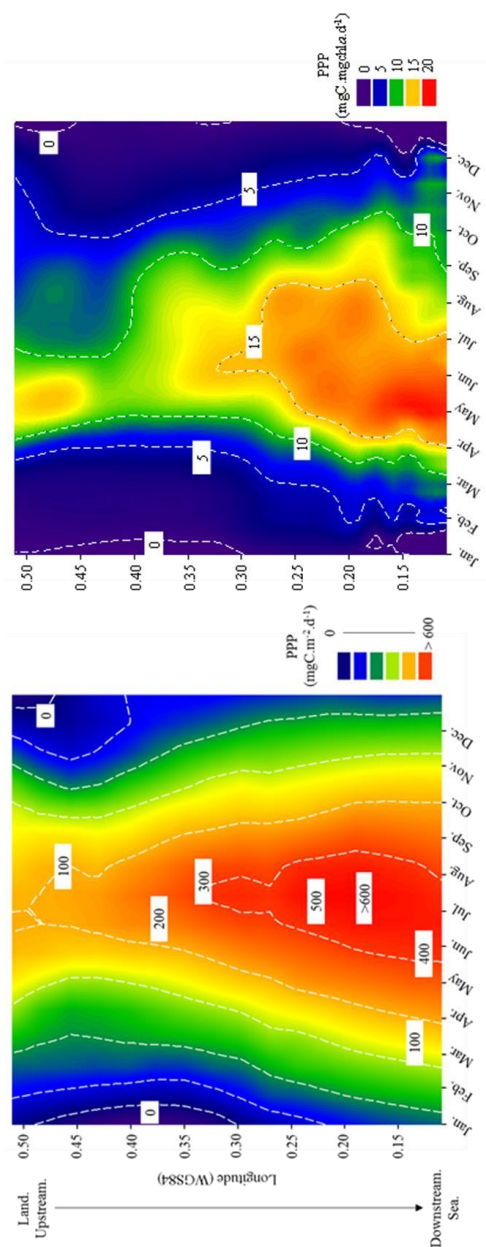 Land.
Upstream.
Downstream.
Sea.
Longitude (WGS84)
0.50
0.45
0.40
0.35
0.30
0.25
0.20
0.15
0
100
200
300
500
>600
400
100
0
Jan.
Feb.
Mar.
Apr.
May
Jun.
Jul.
Aug.
Sep.
Oct.
Nov.
Dec.
PPP
(mgC.m⁻².d⁻¹)
0
> 600
0.50
0.45
0.40
0.35
0.30
0.25
0.20
0.15
0
5
10
15
10
5
0
Jan.
Feb.
Mar.
Apr.
May
Jun.
Jul.
Aug.
Sep.
Oct.
Nov.
Dec.
PPP
(mgC.mgchla.d⁻¹)
0
5
10
15
20